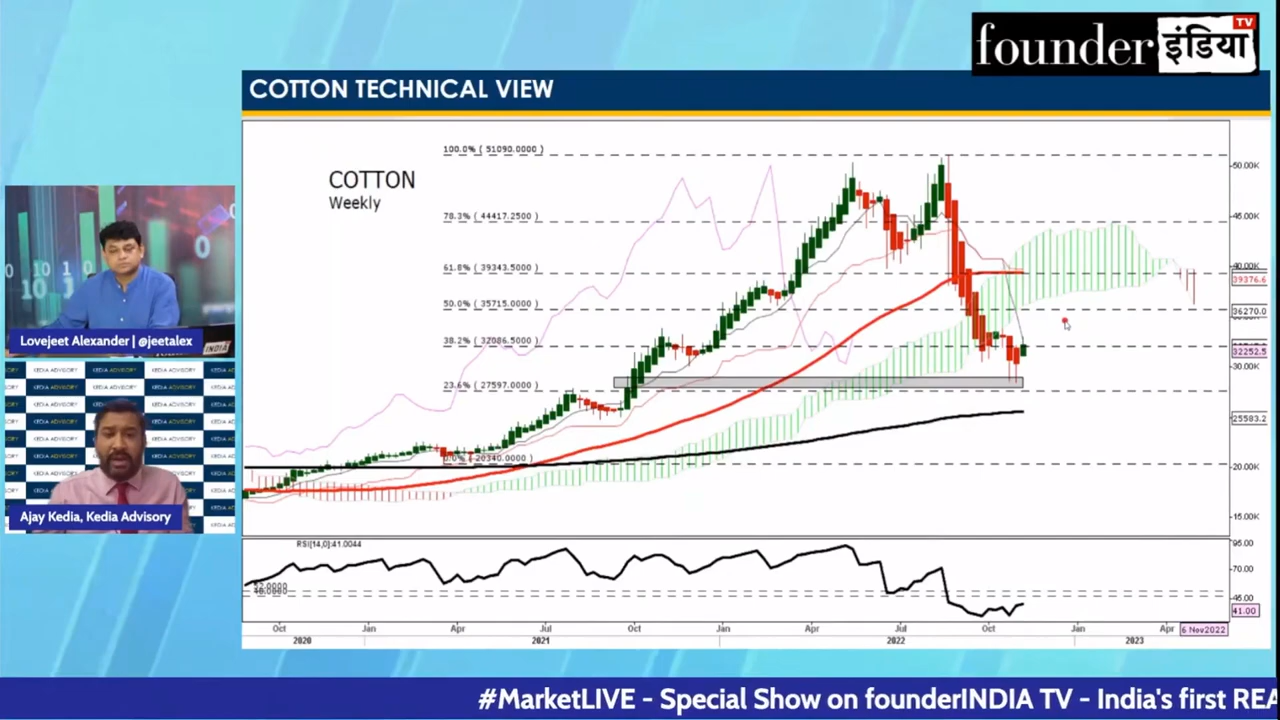 founder इंडिया TV
COTTON TECHNICAL VIEW
COTTON
Weekly
100.0% ( 51090.0000 )
78.3% ( 44417.2500 )
61.8% ( 39343.5000 )
50.0% ( 35715.0000 )
38.2% ( 32086.5000 )
23.6% ( 27597.0000 )
0.0% ( 20340.0000 )
50.00K
45.00K
40.00K
39376.6
36270.0
32252.5
30.00K
25583.2
20.00K
15.00K
RSI(14,0):41.0044
95.00
70.00
46.00
41.00
Oct Jan Apr Jul Oct Jan Apr Jul Oct Jan Apr 6 Nov2022
2020 2021 2022 2023
Lovejeet Alexander | @jeetalex
INDIA
KEDIA ADVISORY
Ajay Kedia, Kedia Advisory
#MarketLIVE - Special Show on founderINDIA TV - India's first REA